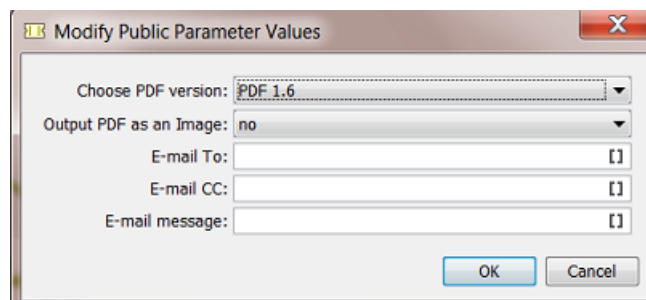 Modify Public Parameter Values
Choose PDF version: PDF 1.6
Output PDF as an Image: no
E-mail To: []
E-mail CC: []
E-mail message: []
OK Cancel